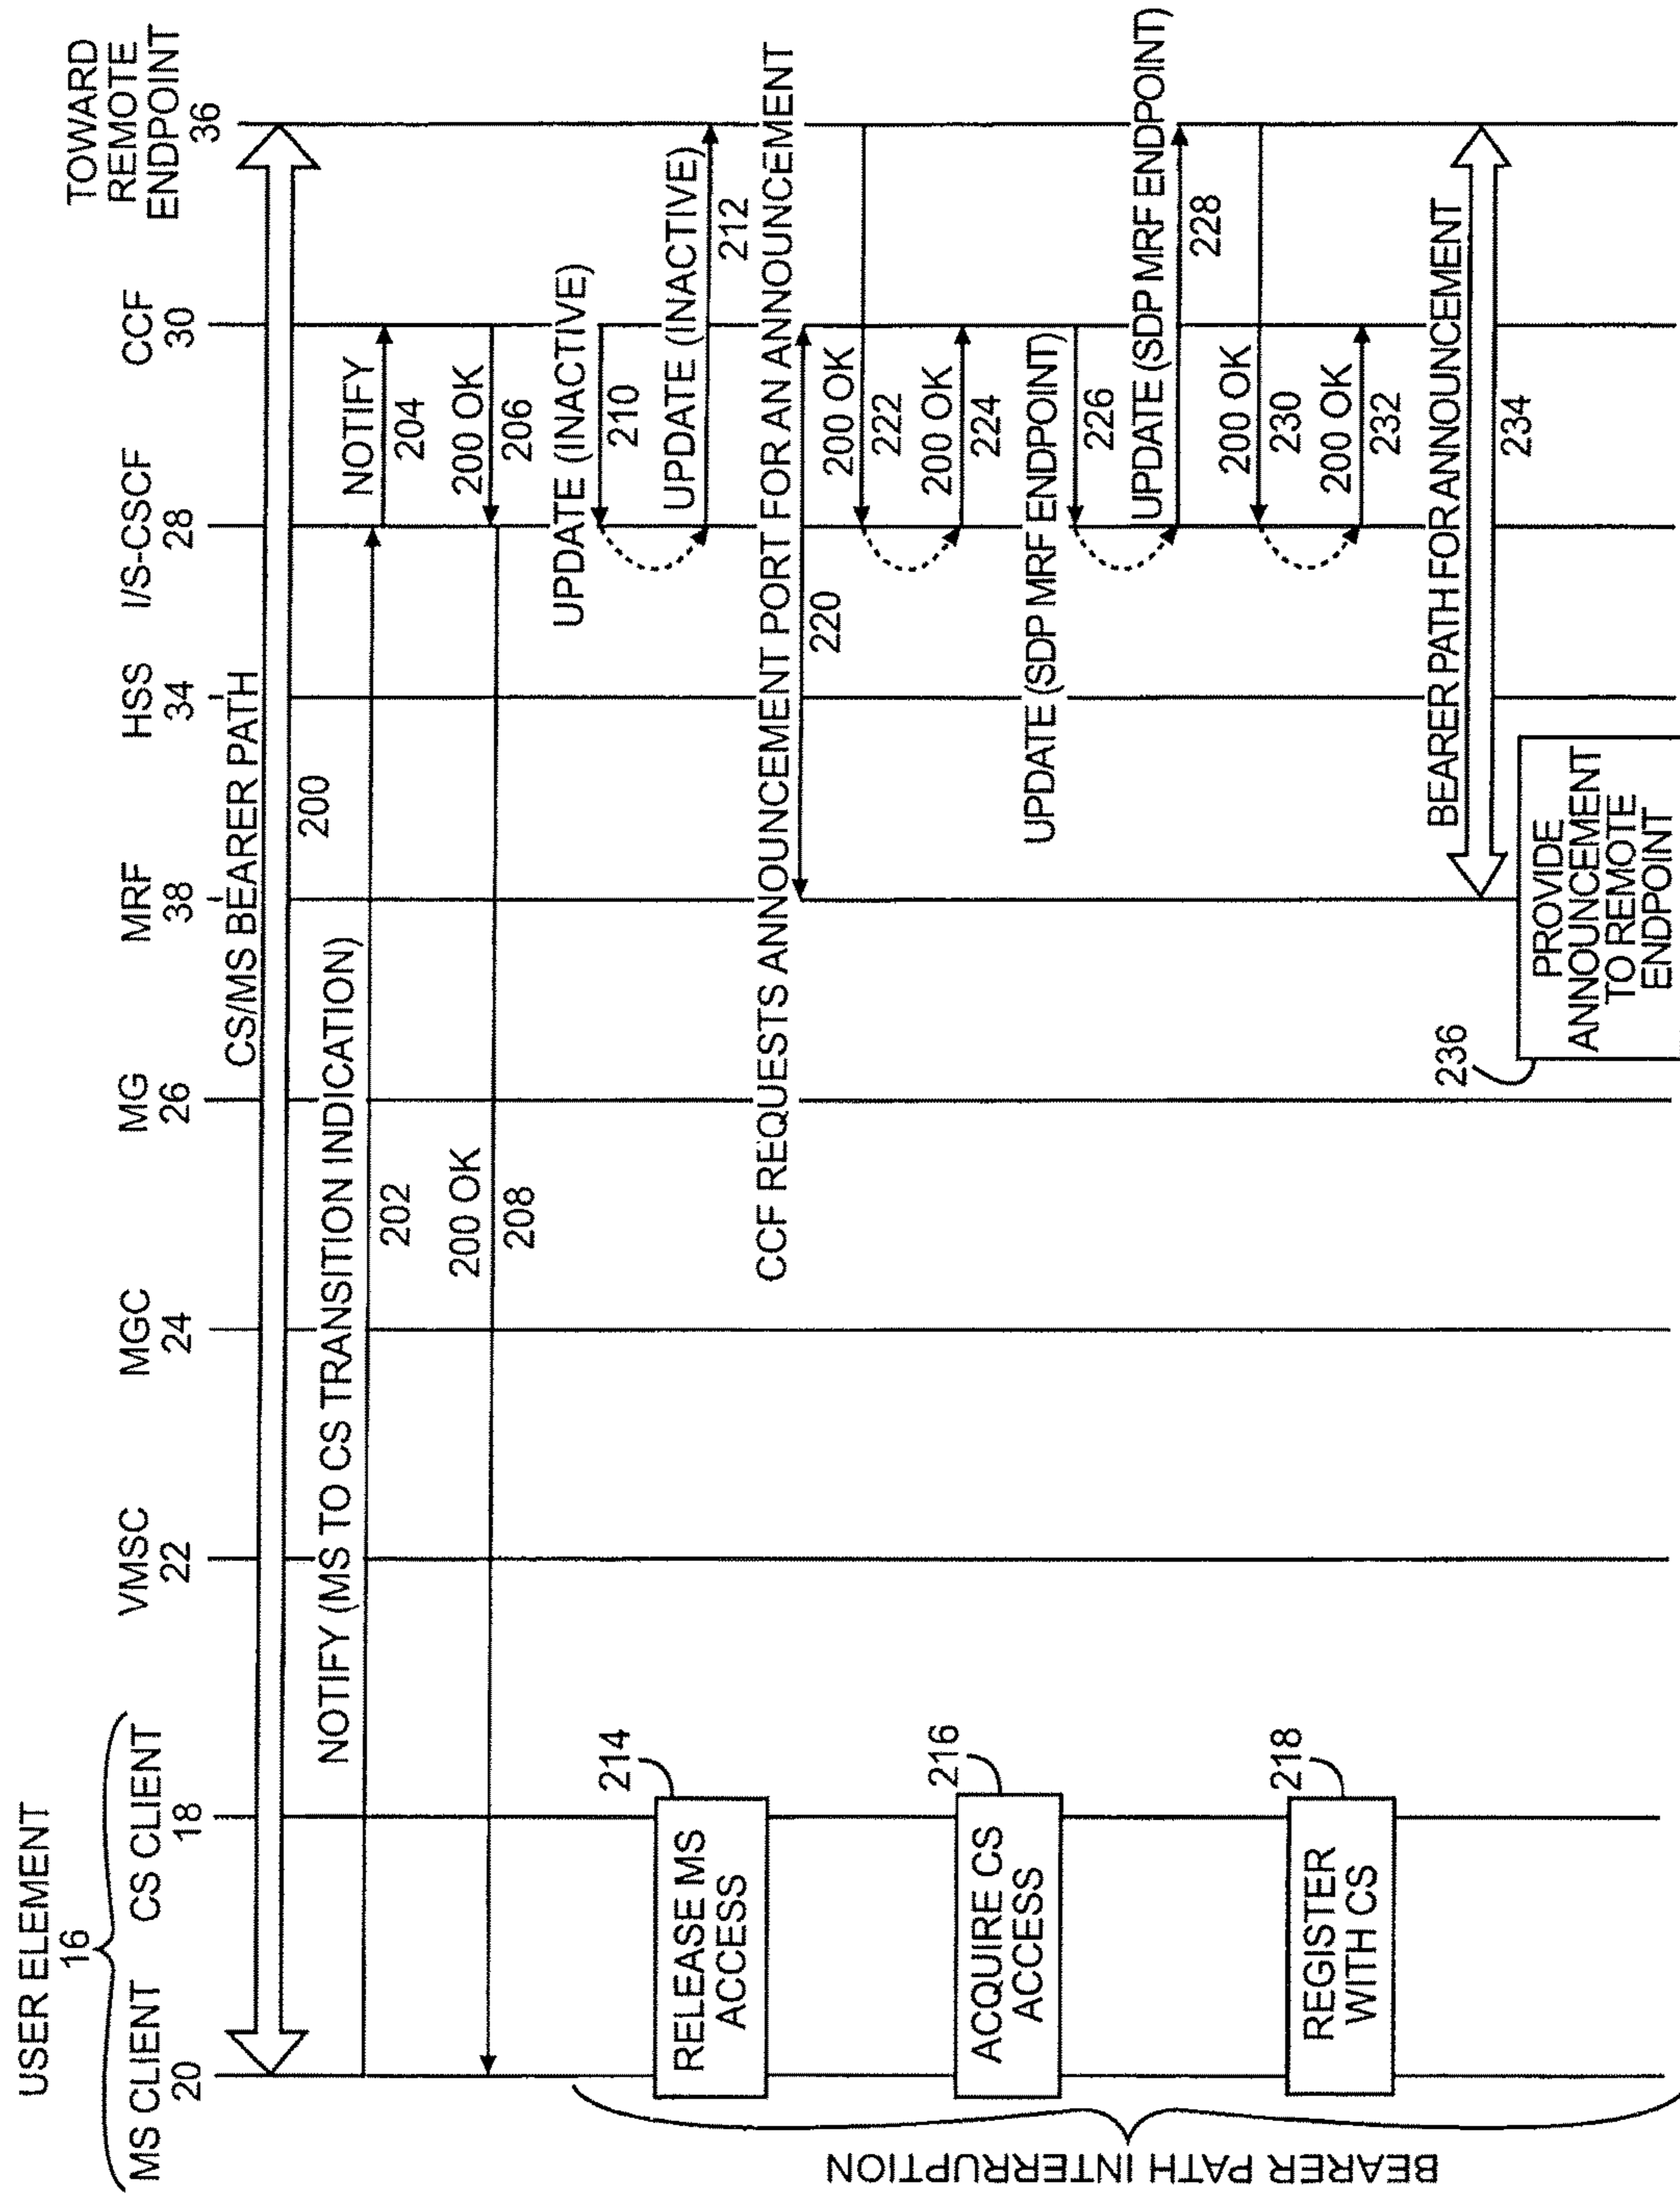 USER ELEMENT
16
MS CLIENT
20
CS CLIENT
18
VMSC
22
MGC
24
MG
26
MRF
38
HSS
34
I/S-CSCF
28
CCF
30
TOWARD
REMOTE
ENDPOINT
36
CS/MS BEARER PATH
200
NOTIFY (MS TO CS TRANSITION INDICATION)
202
NOTIFY
204
200 OK
206
200 OK
208
UPDATE (INACTIVE)
210
UPDATE (INACTIVE)
212
BEARER PATH INTERRUPTION
RELEASE MS
ACCESS
214
ACQUIRE CS
ACCESS
216
REGISTER
WITH CS
218
CCF REQUESTS ANNOUNCEMENT PORT FOR AN ANNOUNCEMENT
220
200 OK
222
200 OK
224
UPDATE (SDP MRF ENDPOINT)
226
UPDATE (SDP MRF ENDPOINT)
228
200 OK
230
200 OK
232
BEARER PATH FOR ANNOUNCEMENT
234
PROVIDE
ANNOUNCEMENT
TO REMOTE
ENDPOINT
236